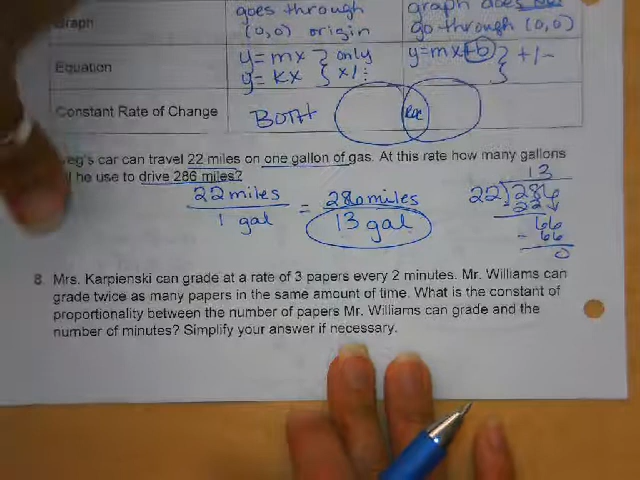 Graph goes through graph does not
(0,0) origin go through (0,0)
Equation y=mx } only y=mx+b } +1-
y=kx { x/÷ }
Constant Rate of Change BOTH ROC
eg's car can travel 22 miles on one gallon of gas. At this rate how many gallons
he use to drive 286 miles?
13
22 miles = 286 miles 22)286
1 gal 13 gal - 22
66
- 66
0
8. Mrs. Karpienski can grade at a rate of 3 papers every 2 minutes. Mr. Williams can
grade twice as many papers in the same amount of time. What is the constant of
proportionality between the number of papers Mr. Williams can grade and the
number of minutes? Simplify your answer if necessary.